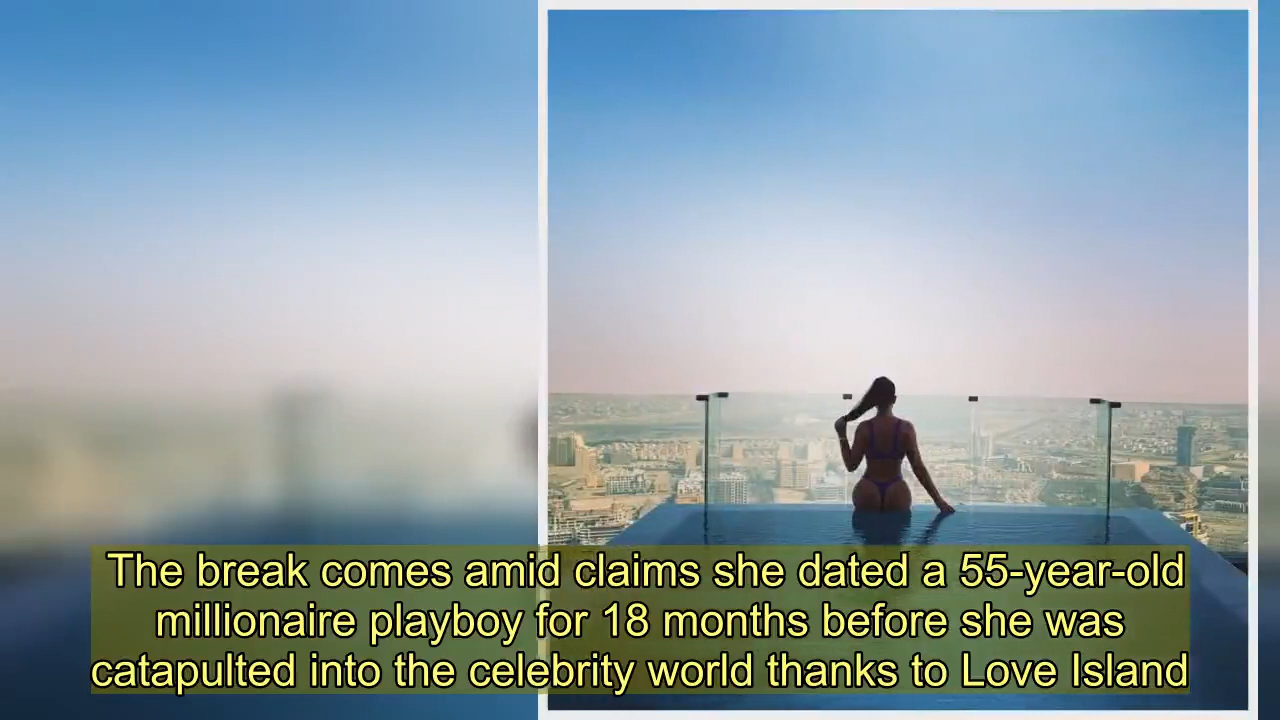 The break comes amid claims she dated a 55-year-old
millionaire playboy for 18 months before she was
catapulted into the celebrity world thanks to Love Island